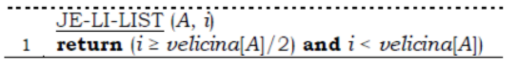 JE-LI-LIST (A, i)
1 return (i ≥ velicina[A]/2) and i < velicina[A])